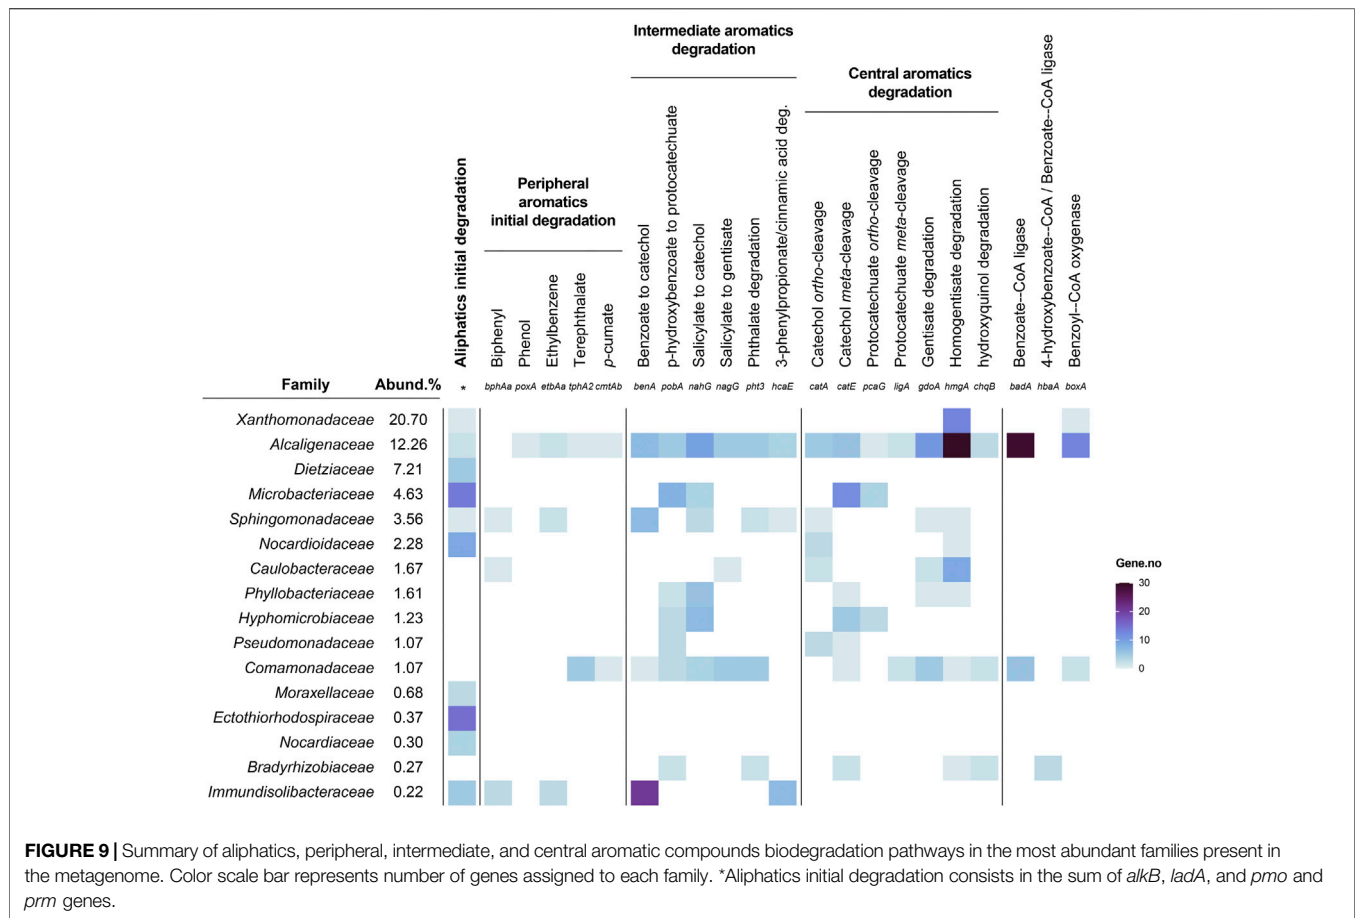 Intermediate aromatics
degradation
Central aromatics
degradation
Peripheral
aromatics
initial degradation
Aliphatics initial degradation
Biphenyl
Phenol
Ethylbenzene
Terephthalate
p-cumate
Benzoate to catechol
p-hydroxybenzoate to protocatechuate
Salicylate to catechol
Salicylate to gentisate
Phthalate degradation
3-phenylpropionate/cinnamic acid deg.
Catechol ortho-cleavage
Catechol meta-cleavage
Protocatechuate ortho-cleavage
Protocatechuate meta-cleavage
Gentisate degradation
Homogentisate degradation
hydroxyquinol degradation
Benzoate--CoA ligase
4-hydroxybenzoate--CoA / Benzoate--CoA ligase
Benzoyl--CoA oxygenase
Family Abund.% * bphAa poxA etbAa tphA2 cmtAb benA pobA nahG nagG pht3 hcaE catA catE pcaG ligA gdoA hmgA chqB badA hbaA boxA
Xanthomonadaceae 20.70
Alcaligenaceae 12.26
Dietziaceae 7.21
Microbacteriaceae 4.63
Sphingomonadaceae 3.56
Nocardioidaceae 2.28
Caulobacteraceae 1.67
Phyllobacteriaceae 1.61
Hyphomicrobiaceae 1.23
Pseudomonadaceae 1.07
Comamonadaceae 1.07
Moraxellaceae 0.68
Ectothiorhodospiraceae 0.37
Nocardiaceae 0.30
Bradyrhizobiaceae 0.27
Immundisolibacteraceae 0.22
Gene.no
30
20
10
0
FIGURE 9 | Summary of aliphatics, peripheral, intermediate, and central aromatic compounds biodegradation pathways in the most abundant families present in
the metagenome. Color scale bar represents number of genes assigned to each family. *Aliphatics initial degradation consists in the sum of alkB, ladA, and pmo and
prm genes.